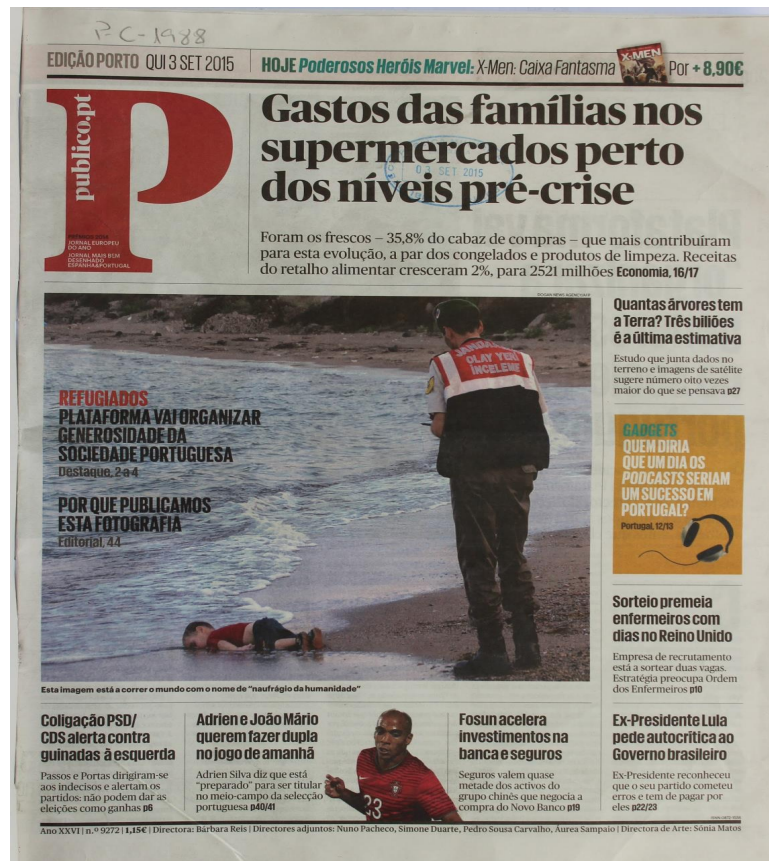 P-C-1988
EDIÇÃO PORTO QUI 3 SET 2015
HOJE Poderosos Heróis Marvel: X-Men: Caixa Fantasma
X-MEN
Por + 8,90€
publico.pt
P
JORNAL EUROPEU
DO ANO
JORNAL MAIS BEM
DESENHADO
ESPANHA&PORTUGAL
Gastos das famílias nos
supermercados perto
dos níveis pré-crise
03 SET 2015
Foram os frescos – 35,8% do cabaz de compras – que mais contribuíram
para esta evolução, a par dos congelados e produtos de limpeza. Receitas
do retalho alimentar cresceram 2%, para 2521 milhões Economia, 16/17
JANDARMA
OLAY YERİ
İNCELEME
REFUGIADOS
PLATAFORMA VAI ORGANIZAR
GENEROSIDADE DA
SOCIEDADE PORTUGUESA
Destaque, 2 a 4
POR QUE PUBLICAMOS
ESTA FOTOGRAFIA
Editorial, 44
Esta imagem está a correr o mundo com o nome de “naufrágio da humanidade”
Quantas árvores tem
a Terra? Três biliões
é a última estimativa
Estudo que junta dados no
terreno e imagens de satélite
sugere número oito vezes
maior do que se pensava p27
GADGETS
QUEM DIRIA
QUE UM DIA OS
PODCASTS SERIAM
UM SUCESSO EM
PORTUGAL?
Portugal, 12/13
Sorteio premeia
enfermeiros com
dias no Reino Unido
Empresa de recrutamento
está a sortear duas vagas.
Estratégia preocupa Ordem
dos Enfermeiros p10
Coligação PSD/
CDS alerta contra
guinadas à esquerda
Passos e Portas dirigiram-se
aos indecisos e alertam os
partidos: não podem dar as
eleições como ganhas p6
Adrien e João Mário
querem fazer dupla
no jogo de amanhã
Adrien Silva diz que está
“preparado” para ser titular
no meio-campo da selecção
portuguesa p40/41
23
Fosun acelera
investimentos na
banca e seguros
Seguros valem quase
metade dos activos do
grupo chinês que negocia a
compra do Novo Banco p19
Ex-Presidente Lula
pede autocrítica ao
Governo brasileiro
Ex-Presidente reconheceu
que o seu partido cometeu
erros e tem de pagar por
eles p22/23
Ano XXVI | n.º 9272 | 1,15€ | Directora: Bárbara Reis | Directores adjuntos: Nuno Pacheco, Simone Duarte, Pedro Sousa Carvalho, Áurea Sampaio | Directora de Arte: Sónia Matos